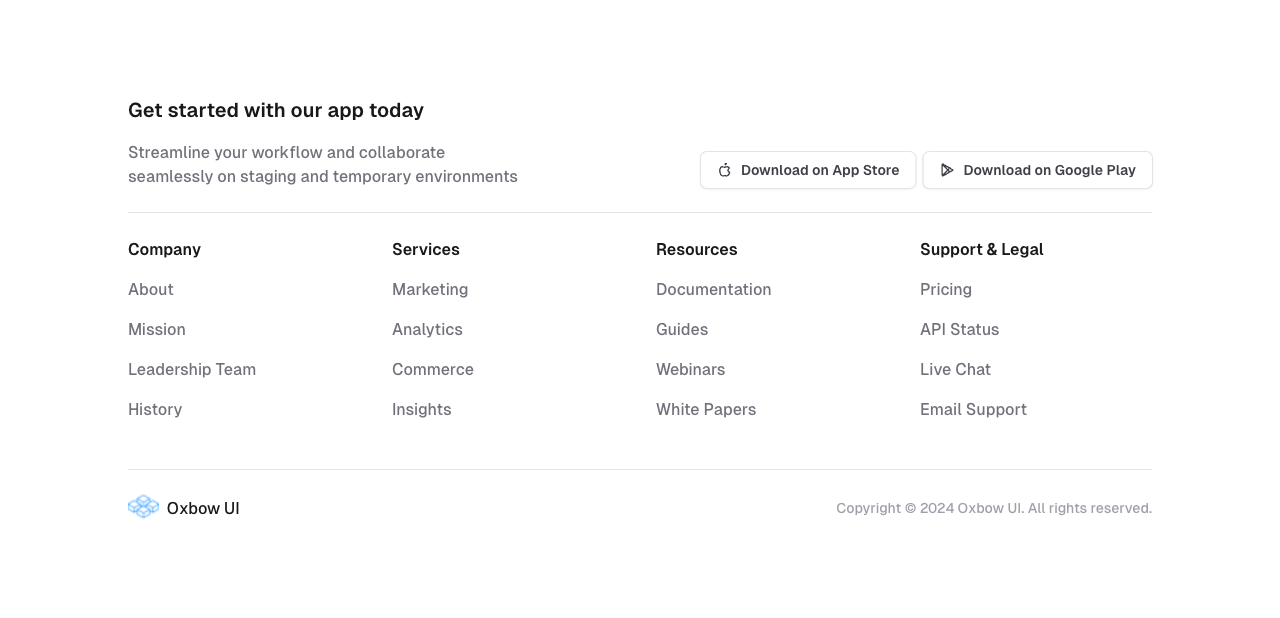 Get started with our app today
Streamline your workflow and collaborate
seamlessly on staging and temporary environments
Download on App Store
Download on Google Play
Company
About
Mission
Leadership Team
History
Services
Marketing
Analytics
Commerce
Insights
Resources
Documentation
Guides
Webinars
White Papers
Support & Legal
Pricing
API Status
Live Chat
Email Support
Oxbow UI
Copyright © 2024 Oxbow UI. All rights reserved.